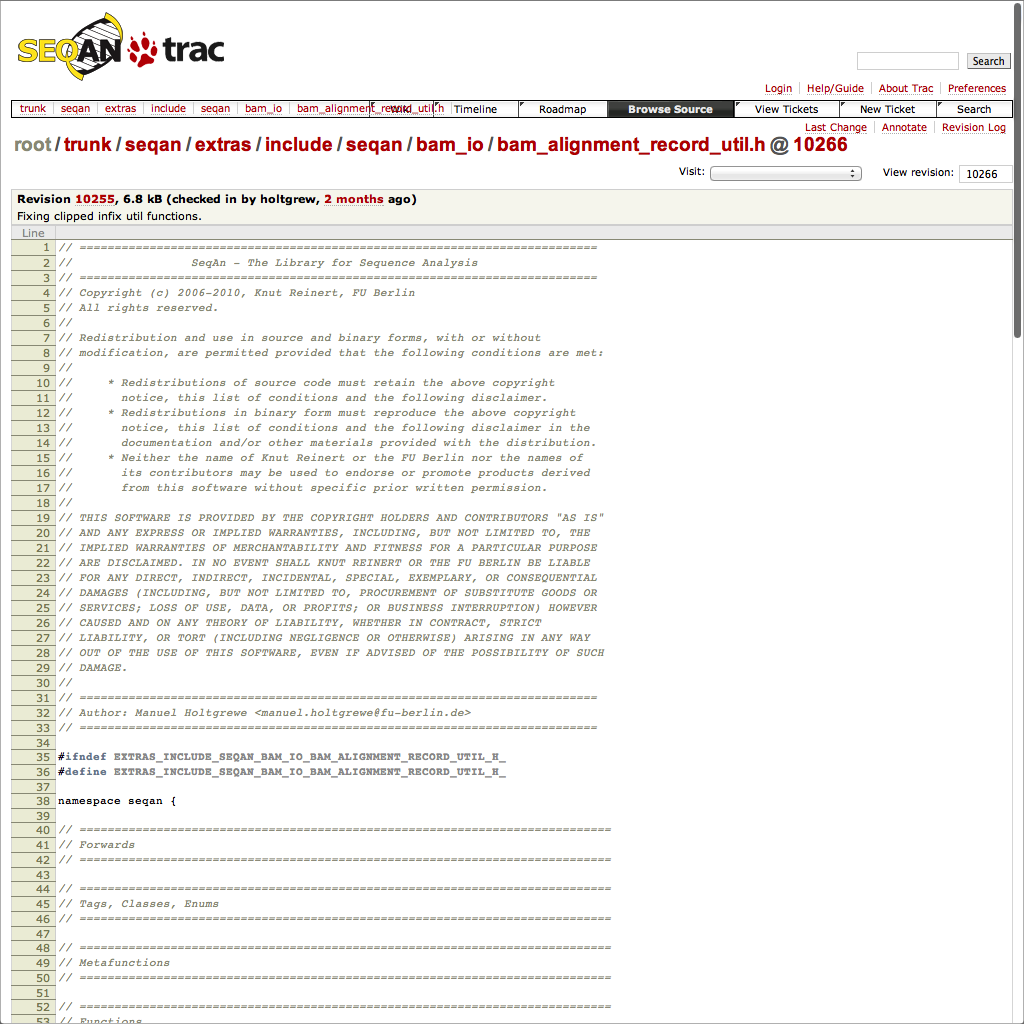 SEQAN trac
Search
Login Help/Guide About Trac Preferences
trunk seqan extras include seqan bam_io bam_alignment_record_util.h Wiki Timeline Roadmap Browse Source View Tickets New Ticket Search
Last Change Annotate Revision Log
root / trunk / seqan / extras / include / seqan / bam_io / bam_alignment_record_util.h @ 10266
Visit: View revision: 10266
Revision 10255, 6.8 kB (checked in by holtgrew, 2 months ago)
Fixing clipped infix util functions.
Line
1 // ==========================================================================
2 //                 SeqAn - The Library for Sequence Analysis
3 // ==========================================================================
4 // Copyright (c) 2006-2010, Knut Reinert, FU Berlin
5 // All rights reserved.
6 //
7 // Redistribution and use in source and binary forms, with or without
8 // modification, are permitted provided that the following conditions are met:
9 //
10 //     * Redistributions of source code must retain the above copyright
11 //       notice, this list of conditions and the following disclaimer.
12 //     * Redistributions in binary form must reproduce the above copyright
13 //       notice, this list of conditions and the following disclaimer in the
14 //       documentation and/or other materials provided with the distribution.
15 //     * Neither the name of Knut Reinert or the FU Berlin nor the names of
16 //       its contributors may be used to endorse or promote products derived
17 //       from this software without specific prior written permission.
18 //
19 // THIS SOFTWARE IS PROVIDED BY THE COPYRIGHT HOLDERS AND CONTRIBUTORS "AS IS"
20 // AND ANY EXPRESS OR IMPLIED WARRANTIES, INCLUDING, BUT NOT LIMITED TO, THE
21 // IMPLIED WARRANTIES OF MERCHANTABILITY AND FITNESS FOR A PARTICULAR PURPOSE
22 // ARE DISCLAIMED. IN NO EVENT SHALL KNUT REINERT OR THE FU BERLIN BE LIABLE
23 // FOR ANY DIRECT, INDIRECT, INCIDENTAL, SPECIAL, EXEMPLARY, OR CONSEQUENTIAL
24 // DAMAGES (INCLUDING, BUT NOT LIMITED TO, PROCUREMENT OF SUBSTITUTE GOODS OR
25 // SERVICES; LOSS OF USE, DATA, OR PROFITS; OR BUSINESS INTERRUPTION) HOWEVER
26 // CAUSED AND ON ANY THEORY OF LIABILITY, WHETHER IN CONTRACT, STRICT
27 // LIABILITY, OR TORT (INCLUDING NEGLIGENCE OR OTHERWISE) ARISING IN ANY WAY
28 // OUT OF THE USE OF THIS SOFTWARE, EVEN IF ADVISED OF THE POSSIBILITY OF SUCH
29 // DAMAGE.
30 //
31 // ==========================================================================
32 // Author: Manuel Holtgrewe <manuel.holtgrewe@fu-berlin.de>
33 // ==========================================================================
34
35 #ifndef EXTRAS_INCLUDE_SEQAN_BAM_IO_BAM_ALIGNMENT_RECORD_UTIL_H_
36 #define EXTRAS_INCLUDE_SEQAN_BAM_IO_BAM_ALIGNMENT_RECORD_UTIL_H_
37
38 namespace seqan {
39
40 // ============================================================================
41 // Forwards
42 // ============================================================================
43
44 // ============================================================================
45 // Tags, Classes, Enums
46 // ============================================================================
47
48 // ============================================================================
49 // Metafunctions
50 // ============================================================================
51
52 // ============================================================================
53 // Functions